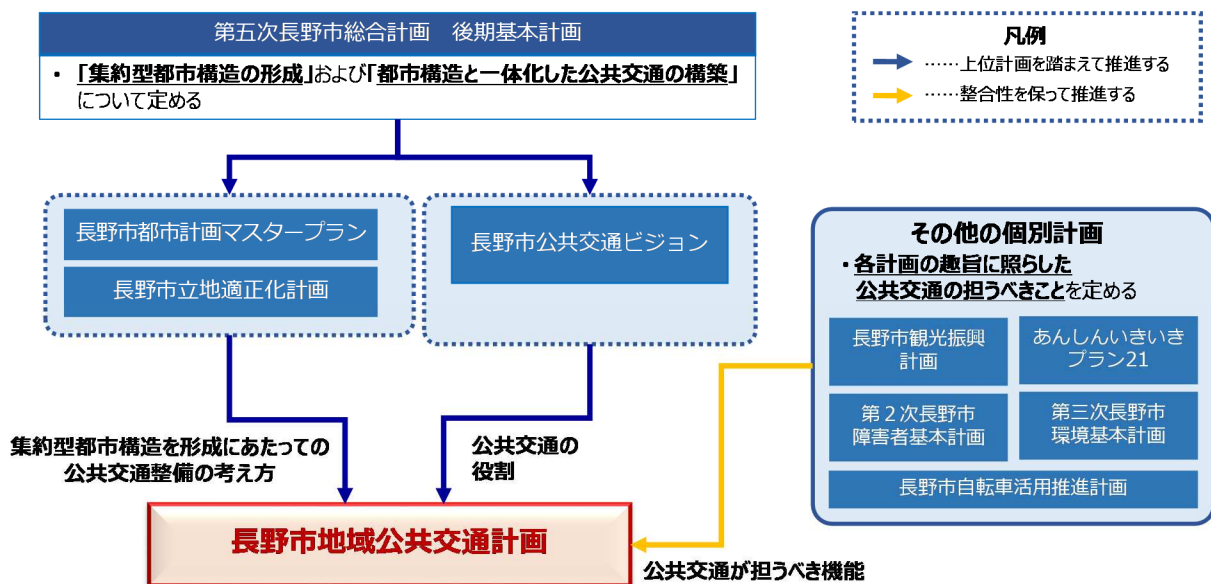 第五次長野市総合計画 後期基本計画
・「集約型都市構造の形成」および「都市構造と一体化した公共交通の構築」
について定める
凡例
……上位計画を踏まえて推進する
……整合性を保って推進する
長野市都市計画マスタープラン
長野市立地適正化計画
長野市公共交通ビジョン
その他の個別計画
・各計画の趣旨に照らした
公共交通の担うべきことを定める
長野市観光振興
計画
あんしんいきいき
プラン21
第２次長野市
障害者基本計画
第三次長野市
環境基本計画
長野市自転車活用推進計画
集約型都市構造を形成にあたっての
公共交通整備の考え方
公共交通の
役割
長野市地域公共交通計画
公共交通が担うべき機能